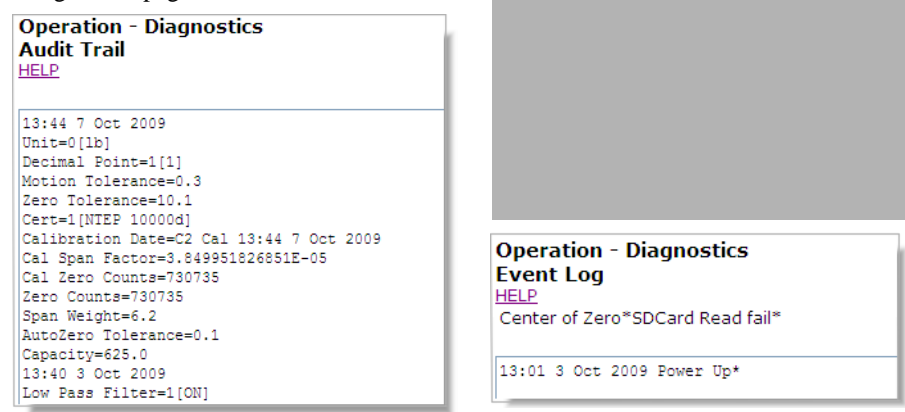 Operation - Diagnostics
Audit Trail
HELP
13:44 7 Oct 2009
Unit=0[lb]
Decimal Point=1[1]
Motion Tolerance=0.3
Zero Tolerance=10.1
Cert=1[NTEP 10000d]
Calibration Date=C2 Cal 13:44 7 Oct 2009
Cal Span Factor=3.849951826851E-05
Cal Zero Counts=730735
Zero Counts=730735
Span Weight=6.2
AutoZero Tolerance=0.1
Capacity=625.0
13:40 3 Oct 2009
Low Pass Filter=1[ON]
Operation - Diagnostics
Event Log
HELP
Center of Zero*SDCard Read fail*
13:01 3 Oct 2009 Power Up*